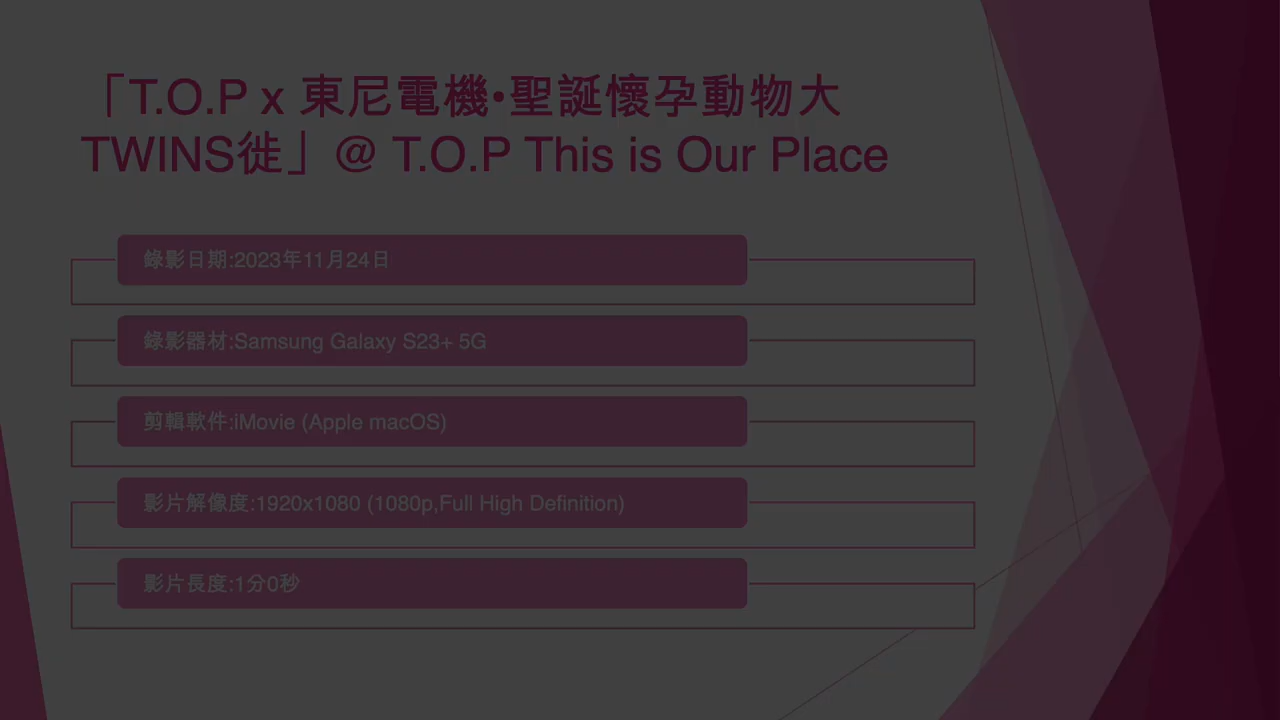 「T.O.P x 東尼電機•聖誕懷孕動物大
TWINS徙」@ T.O.P This is Our Place
錄影日期:2023年11月24日
錄影器材:Samsung Galaxy S23+ 5G
剪輯軟件:iMovie (Apple macOS)
影片解像度:1920x1080 (1080p,Full High Definition)
影片長度:1分0秒